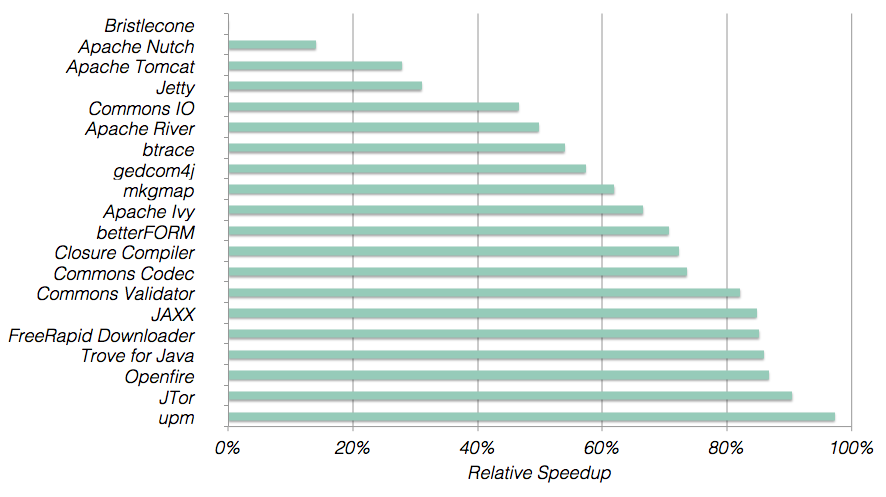 Bristlecone
Apache Nutch
Apache Tomcat
Jetty
Commons IO
Apache River
btrace
gedcom4j
mkgmap
Apache Ivy
betterFORM
Closure Compiler
Commons Codec
Commons Validator
JAXX
FreeRapid Downloader
Trove for Java
Openfire
JTor
upm
0% 20% 40% 60% 80% 100%
Relative Speedup